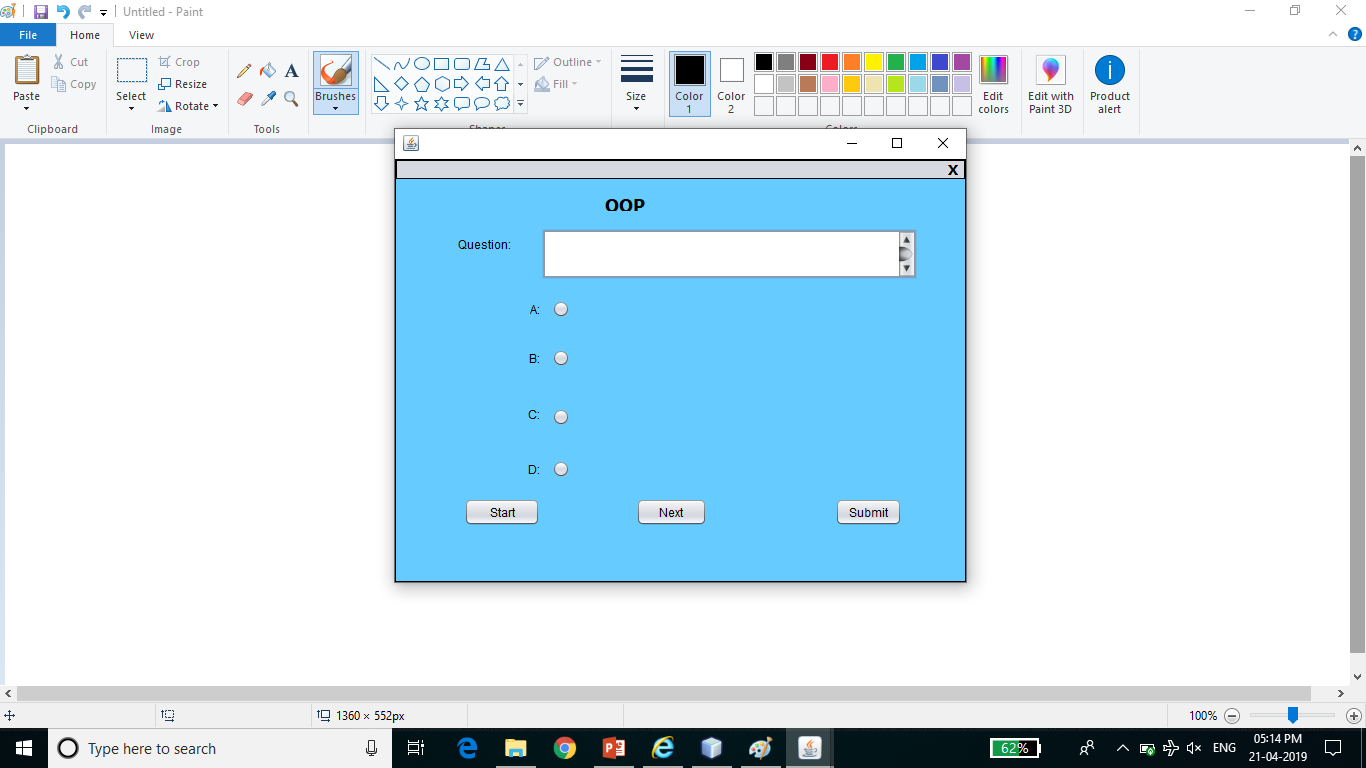 Untitled - Paint
File Home View
Paste
Cut
Copy
Clipboard
Select
Crop
Resize
Rotate
Image
A
Tools
Brushes
Shapes
Outline
Fill
Size
Color 1
Color 2
Colors
Edit colors
Edit with Paint 3D
Product alert
X
OOP
Question:
A:
B:
C:
D:
Start Next Submit
1360 × 552px
100%
Type here to search
62%
ENG
05:14 PM
21-04-2019